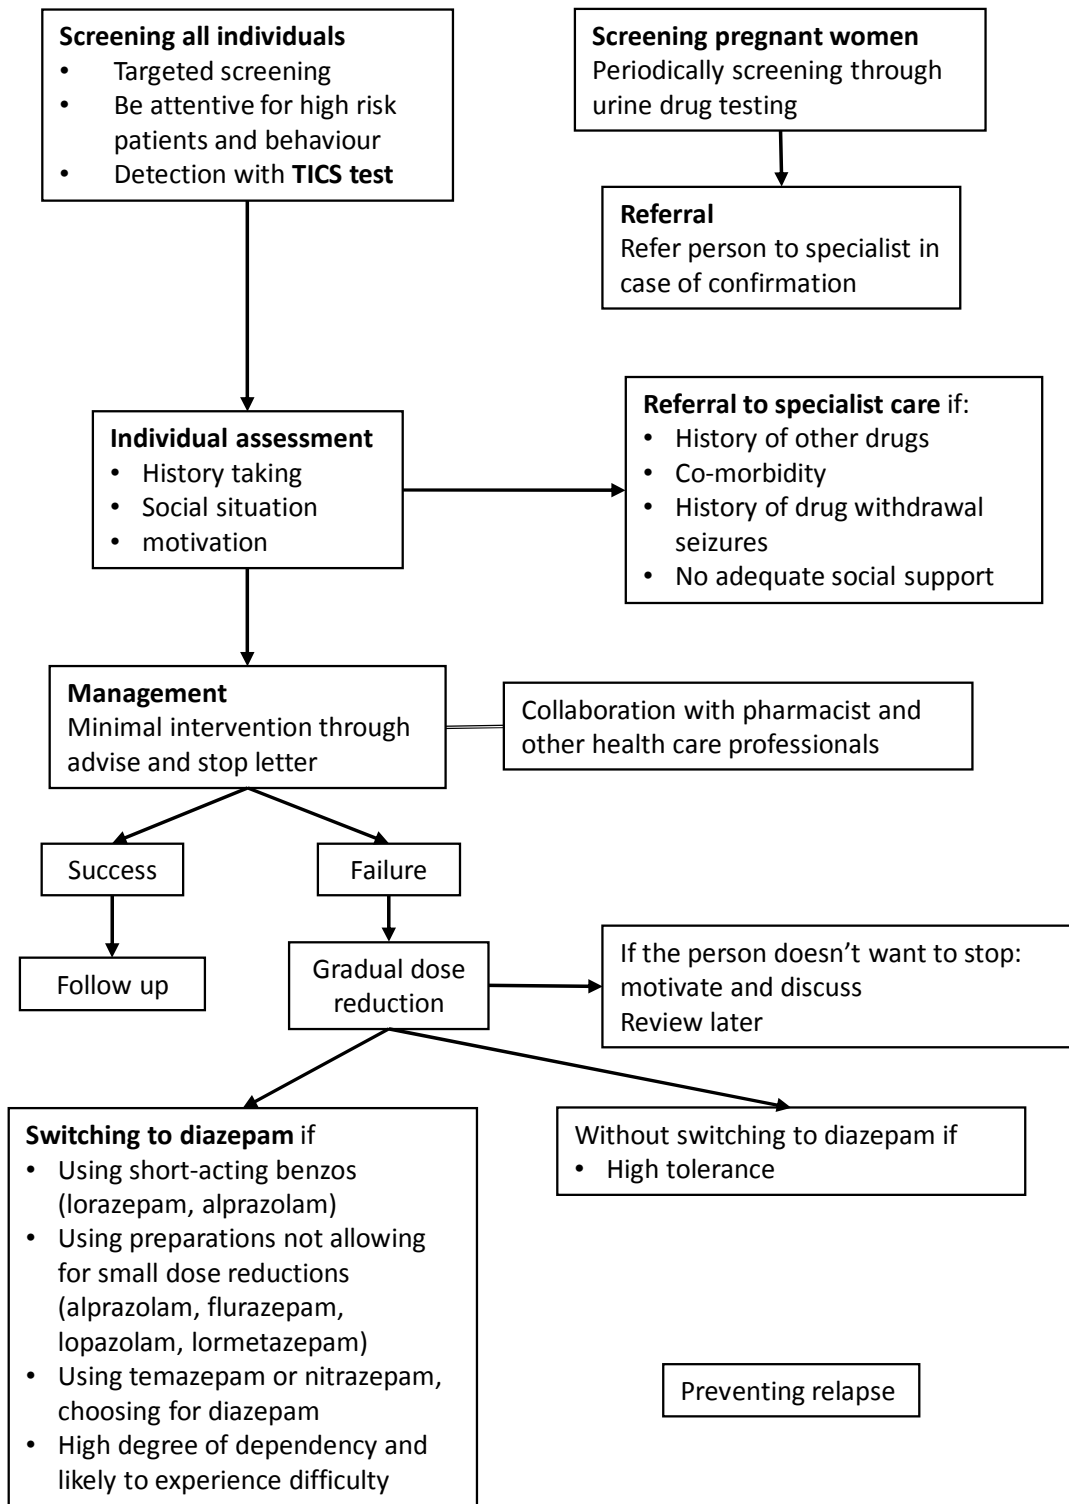 Screening all individuals
• Targeted screening
• Be attentive for high risk
patients and behaviour
• Detection with TICS test
Screening pregnant women
Periodically screening through
urine drug testing
Referral
Refer person to specialist in
case of confirmation
Individual assessment
• History taking
• Social situation
• motivation
Referral to specialist care if:
• History of other drugs
• Co-morbidity
• History of drug withdrawal
seizures
• No adequate social support
Management
Minimal intervention through
advise and stop letter
Collaboration with pharmacist and
other health care professionals
Success
Failure
Follow up
Gradual dose
reduction
If the person doesn't want to stop:
motivate and discuss
Review later
Switching to diazepam if
• Using short-acting benzos
(lorazepam, alprazolam)
• Using preparations not allowing
for small dose reductions
(alprazolam, flurazepam,
lopazolam, lormetazepam)
• Using temazepam or nitrazepam,
choosing for diazepam
• High degree of dependency and
likely to experience difficulty
Without switching to diazepam if
• High tolerance
Preventing relapse